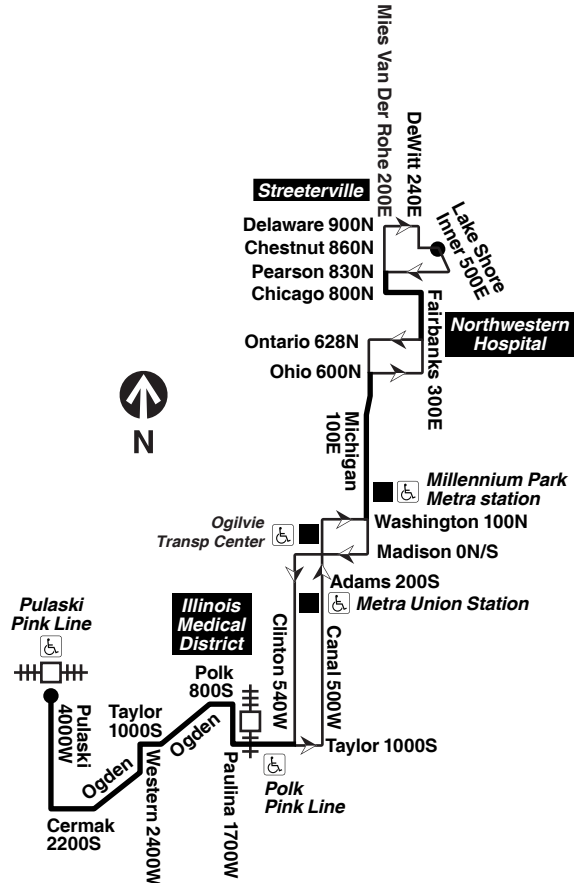 Mies Van Der Rohe 200E
DeWitt 240E
Streeterville
Delaware 900N
Chestnut 860N
Pearson 830N
Chicago 800N
Lake Shore
Inner 500E
Fairbanks 300E
Northwestern
Hospital
Ontario 628N
Ohio 600N
N
Michigan
100E
Millennium Park
Metra station
Ogilvie
Transp Center
Washington 100N
Madison 0N/S
Adams 200S
Metra Union Station
Illinois
Medical
District
Pulaski
Pink Line
Clinton 540W
Canal 500W
Polk
800S
Taylor
1000S
Pulaski
4000W
Ogden
Ogden
Taylor 1000S
Western 2400W
Paulina 1700W
Polk
Pink Line
Cermak
2200S